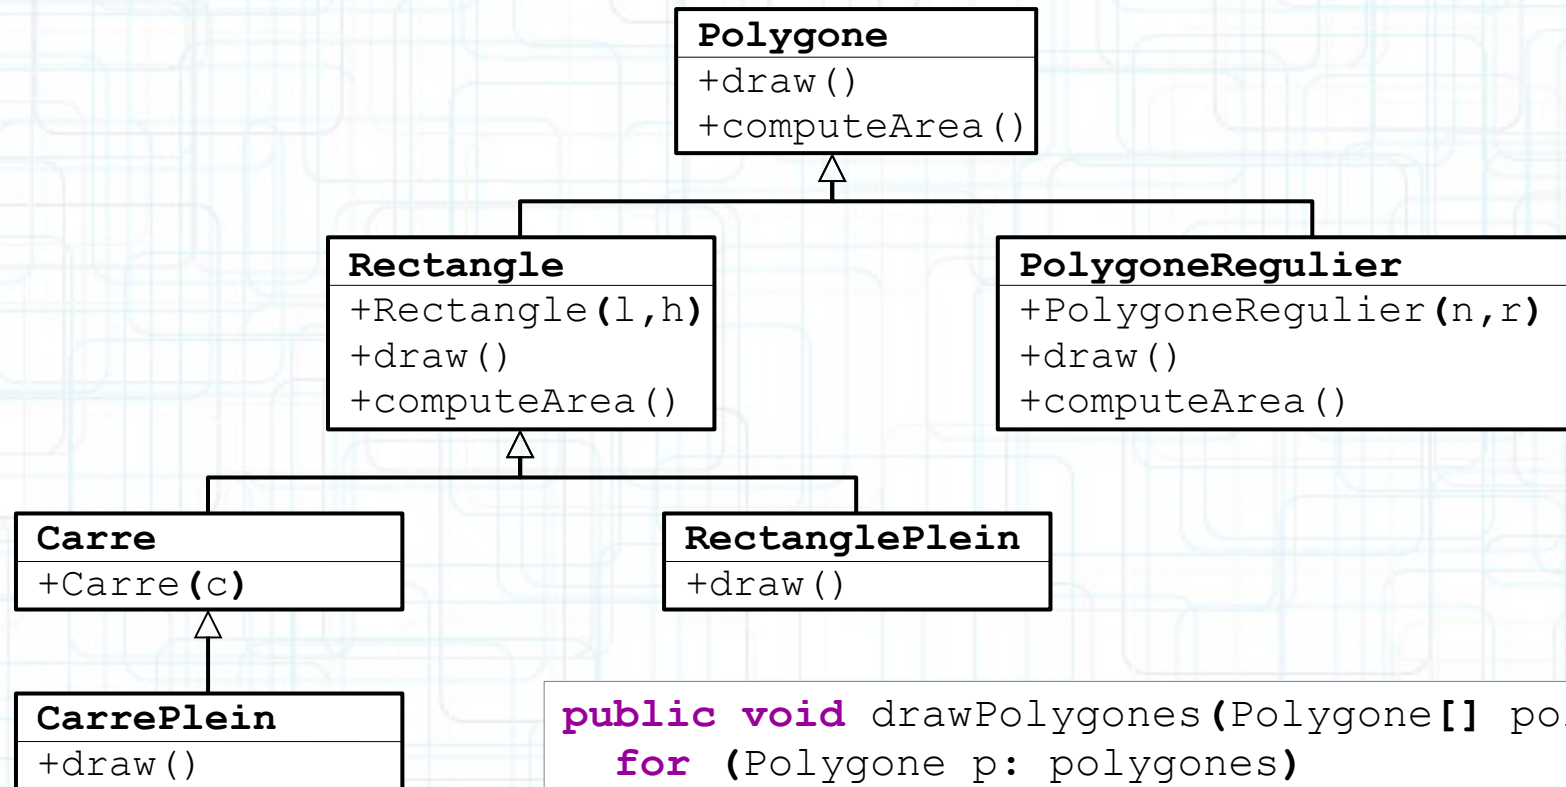 Polygone
+draw()
+computeArea()
Rectangle
+Rectangle(l,h)
+draw()
+computeArea()
PolygoneRegulier
+PolygoneRegulier(n,r)
+draw()
+computeArea()
Carre
+Carre(c)
RectanglePlein
+draw()
CarrePlein
+draw()
public void drawPolygones(Polygone[] po
for (Polygone p: polygones)